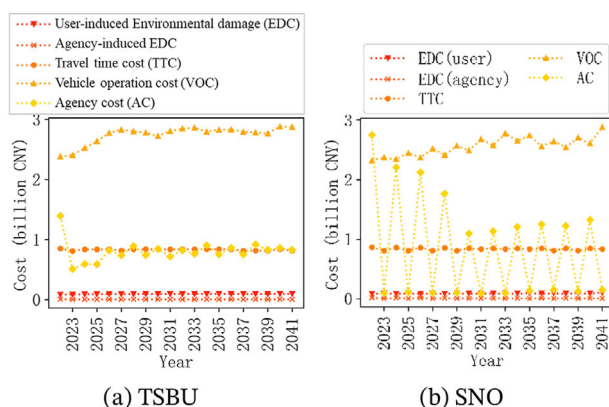 User-induced Environmental damage (EDC)
Agency-induced EDC
Travel time cost (TTC)
Vehicle operation cost (VOC)
Agency cost (AC)
Cost (billion CNY)
3
2
1
0
2023
2025
2027
2029
2031
2033
2035
2037
2039
2041
Year
(a) TSBU
EDC(user)
EDC(agency)
TTC
VOC
AC
Cost (billion CNY)
3
2
1
0
2023
2025
2027
2029
2031
2033
2035
2037
2039
2041
Year
(b) SNO